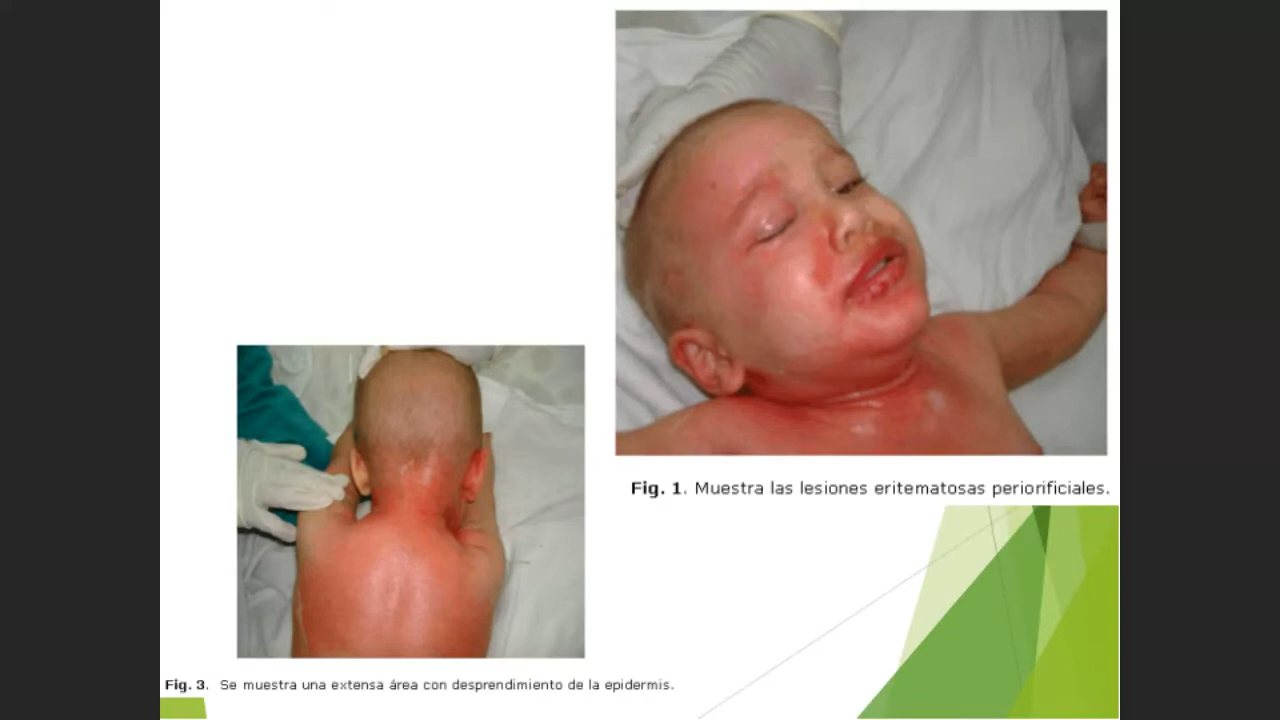 Fig. 1. Muestra las lesiones eritematosas periorificiales.
Fig. 3. Se muestra una extensa área con desprendimiento de la epidermis.